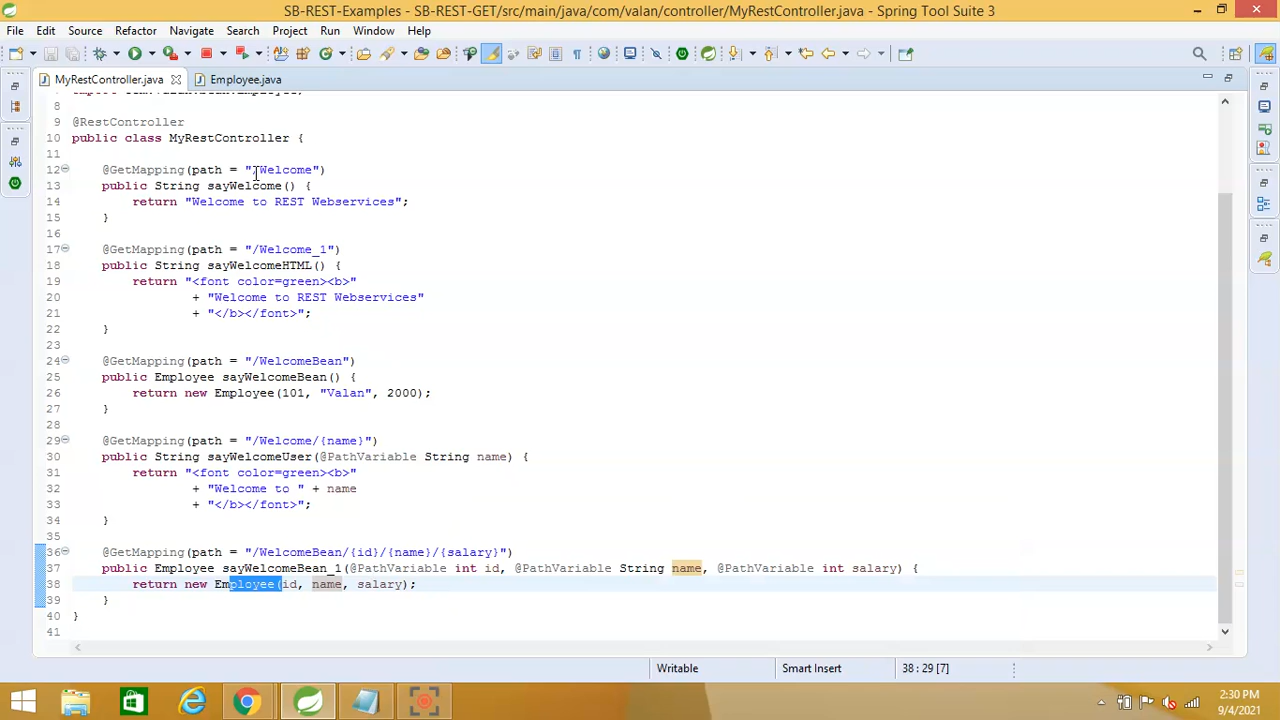 SB-REST-Examples - SB-REST-GET/src/main/java/com/valan/controller/MyRestController.java - Spring Tool Suite 3
File Edit Source Refactor Navigate Search Project Run Window Help
MyRestController.java Employee.java
8
9 @RestController
10 public class MyRestController {
11
12 @GetMapping(path = "/Welcome")
13 public String sayWelcome() {
14 return "Welcome to REST Webservices";
15 }
16
17 @GetMapping(path = "/Welcome_1")
18 public String sayWelcomeHTML() {
19 return "<font color=green><b>"
20 + "Welcome to REST Webservices"
21 + "</b></font>";
22 }
23
24 @GetMapping(path = "/WelcomeBean")
25 public Employee sayWelcomeBean() {
26 return new Employee(101, "Valan", 2000);
27 }
28
29 @GetMapping(path = "/Welcome/{name}")
30 public String sayWelcomeUser(@PathVariable String name) {
31 return "<font color=green><b>"
32 + "Welcome to " + name
33 + "</b></font>";
34 }
35
36 @GetMapping(path = "/WelcomeBean/{id}/{name}/{salary}")
37 public Employee sayWelcomeBean_1(@PathVariable int id, @PathVariable String name, @PathVariable int salary) {
38 return new Employee(id, name, salary);
39 }
40 }
41
Writable Smart Insert 38 : 29 [7]
2:30 PM
9/4/2021